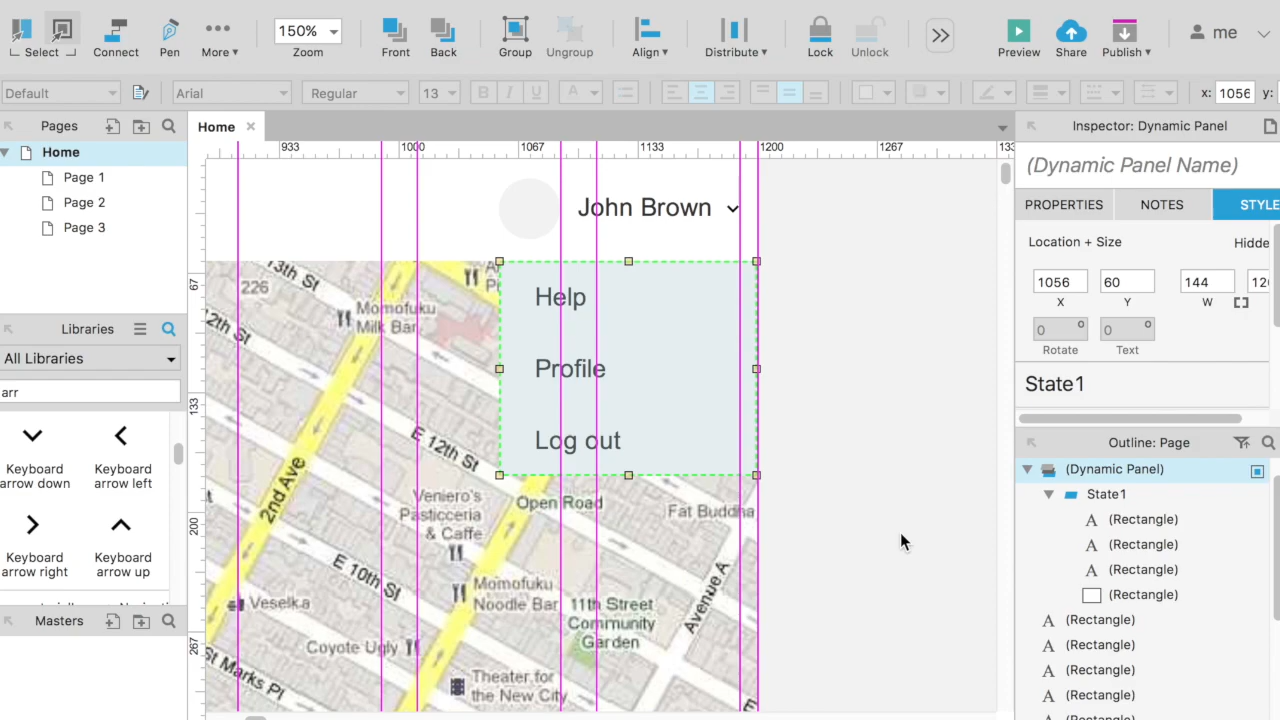 Select
Connect
Pen
More ▾
150%
Zoom
Front
Back
Group
Ungroup
Align ▾
Distribute ▾
Lock
Unlock
Preview
Share
Publish ▾
me
Default
Arial
Regular
13
B
I
U
A
x:
1056
y:
Pages
Home
Page 1
Page 2
Page 3
Libraries
All Libraries
arr
Keyboard
arrow down
Keyboard
arrow left
Keyboard
arrow right
Keyboard
arrow up
Masters
Home
933
1000
1067
1133
1200
1267
67
133
200
267
John Brown
Help
Profile
Log out
13th St
226
Momofuku
Milk Bar
12th St
E 12th St
2nd Ave
Veniero's
Pasticceria
& Caffe
Open Road
Fat Buddha
E 10th St
Momofuku
Noodle Bar
11th Street
Community
Garden
Avenue A
Veselka
Coyote Ugly
St Marks Pl
Theater for
the New City
Inspector: Dynamic Panel
(Dynamic Panel Name)
PROPERTIES
NOTES
STYLE
Location + Size
Hidde
1056
60
144
X
Y
W
0
0
Rotate
Text
State1
Outline: Page
(Dynamic Panel)
State1
A (Rectangle)
A (Rectangle)
A (Rectangle)
(Rectangle)
A (Rectangle)
A (Rectangle)
A (Rectangle)
A (Rectangle)